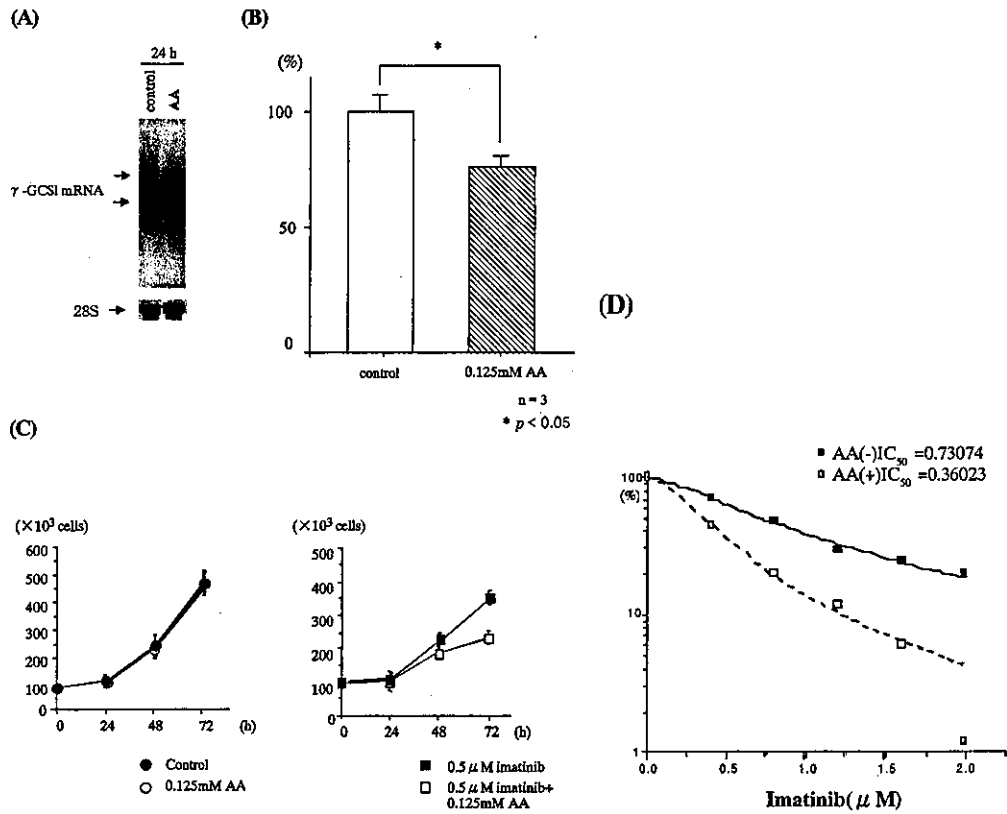 (A)
24 h
control
AA
γ -GCSl mRNA
28S
(B)
(%)
*
100
50
0
control
0.125mM AA
n = 3
* p < 0.05
(C)
(×10³ cells)
600
500
400
300
200
100
0
0 24 48 72 (h)
Control
0.125mM AA
(×10³ cells)
500
400
300
200
100
0
0 24 48 72 (h)
0.5 μ M imatinib
0.5 μ M imatinib+
0.125mM AA
(D)
AA(-)IC₅₀ =0.73074
AA(+)IC₅₀ =0.36023
100
(%)
10
1
0.0 0.5 1.0 1.5 2.0
Imatinib(μ M)